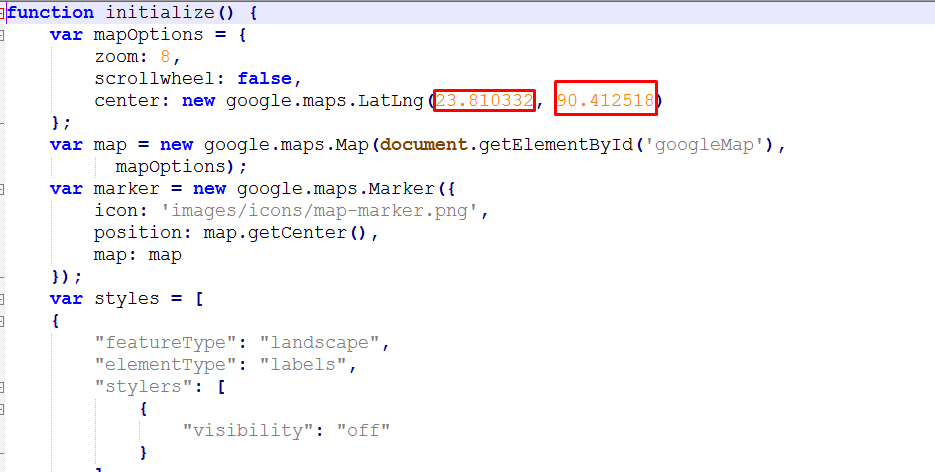 function initialize() {
    var mapOptions = {
        zoom: 8,
        scrollwheel: false,
        center: new google.maps.LatLng(23.810332, 90.412518)
    };
    var map = new google.maps.Map(document.getElementById('googleMap'),
          mapOptions);
    var marker = new google.maps.Marker({
        icon: 'images/icons/map-marker.png',
        position: map.getCenter(),
        map: map
    });
    var styles = [
    {
        "featureType": "landscape",
        "elementType": "labels",
        "stylers": [
            {
                "visibility": "off"
            }